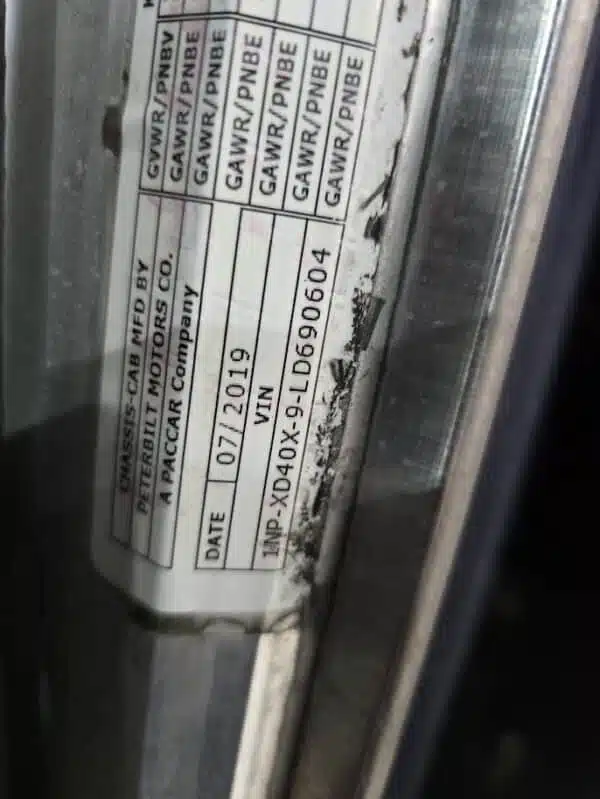 CHASSIS-CAB MFD BY
PETERBILT MOTORS CO.
A PACCAR Company
DATE 07/2019
VIN
1NP-XD40X-9-LD690604
GVWR/PNBV
GAWR/PNBE
GAWR/PNBE
GAWR/PNBE
GAWR/PNBE
GAWR/PNBE
GAWR/PNBE